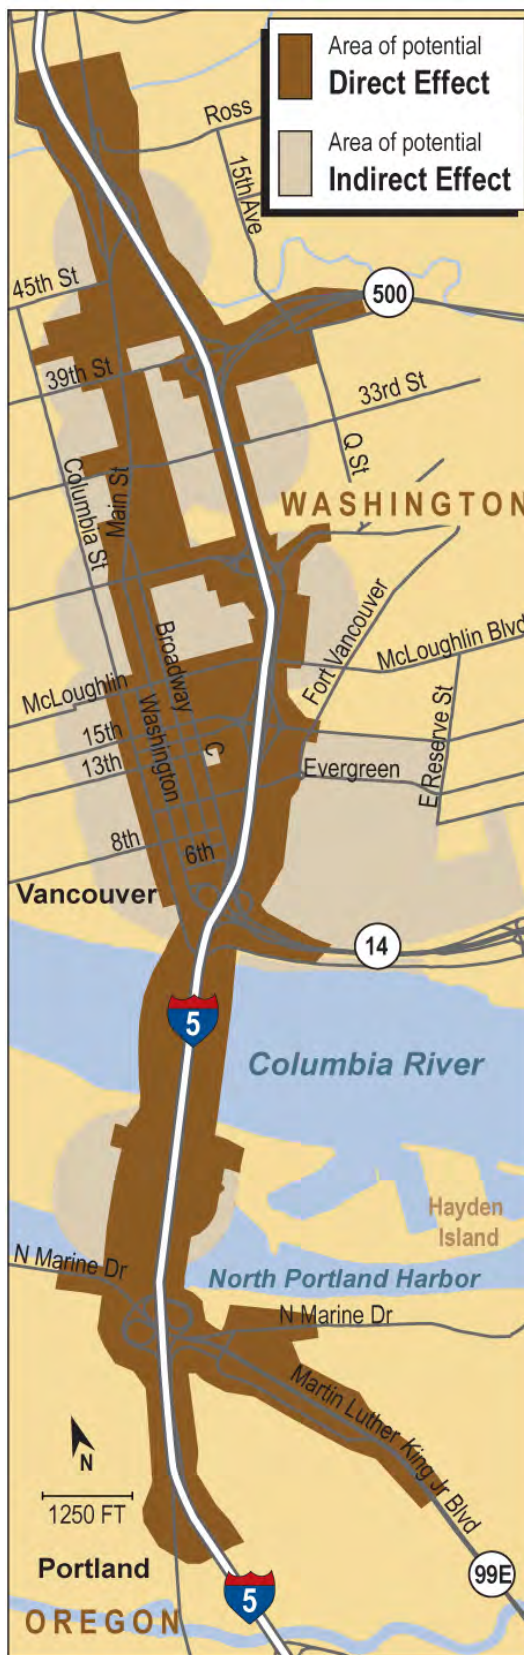 Area of potential
Direct Effect
Area of potential
Indirect Effect
Ross
15th Ave
45th St
500
39th St
33rd St
Q St
Columbia St
Main St
WASHINGTON
Broadway
Fort Vancouver
McLoughlin Blvd
McLoughlin
Washington
15th
C
13th
E Reserve St
Evergreen
8th
6th
Vancouver
14
5
Columbia River
Hayden
Island
N Marine Dr
North Portland Harbor
N Marine Dr
Martin Luther King Jr Blvd
N
1250 FT
Portland
99E
5
OREGON